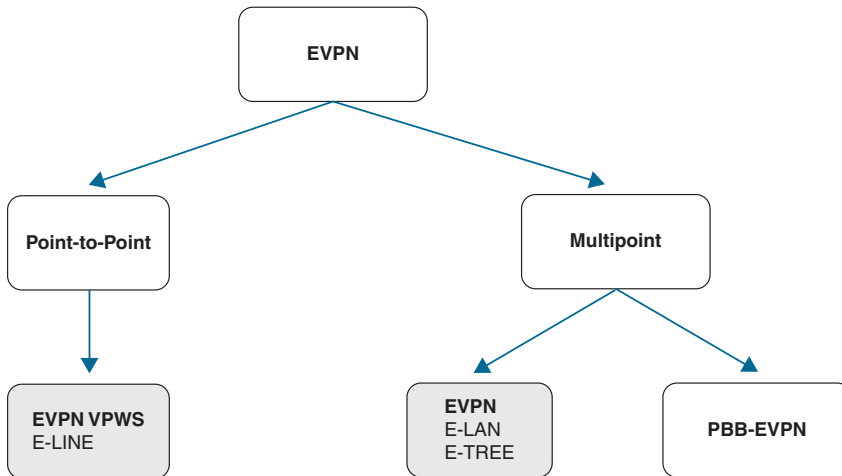 EVPN
Point-to-Point
Multipoint
EVPN VPWS
E-LINE
EVPN
E-LAN
E-TREE
PBB-EVPN